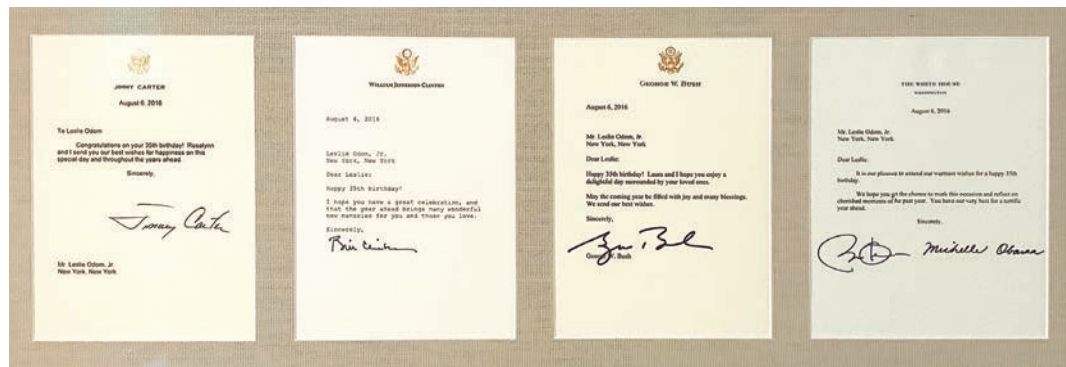 JIMMY CARTER
August 6, 2016
To Leslie Odom
Congratulations on your 35th birthday! Rosalynn
and I send you our best wishes for happiness on this
special day and throughout the years ahead.
Sincerely,
Jimmy Carter
Mr. Leslie Odom, Jr.
New York, New York
WILLIAM JEFFERSON CLINTON
August 6, 2016
Leslie Odom, Jr.
New York, New York
Dear Leslie:
Happy 35th birthday!
I hope you have a great celebration, and
that the year ahead brings many wonderful
new memories for you and those you love.
Sincerely,
Bill Clinton
GEORGE W. BUSH
August 6, 2016
Mr. Leslie Odom, Jr.
New York, New York
Dear Leslie:
Happy 35th birthday! Laura and I hope you enjoy a
delightful day surrounded by your loved ones.
May the coming year be filled with joy and many blessings.
We send our best wishes.
Sincerely,
George W. Bush
THE WHITE HOUSE
WASHINGTON
August 6, 2016
Mr. Leslie Odom, Jr.
New York, New York
Dear Leslie:
It is our pleasure to extend our warmest wishes for a happy 35th
birthday.
We hope you get the chance to mark this occasion and reflect on
cherished moments of the past year. You have our very best for a terrific
year ahead.
Sincerely,
Michelle Obama